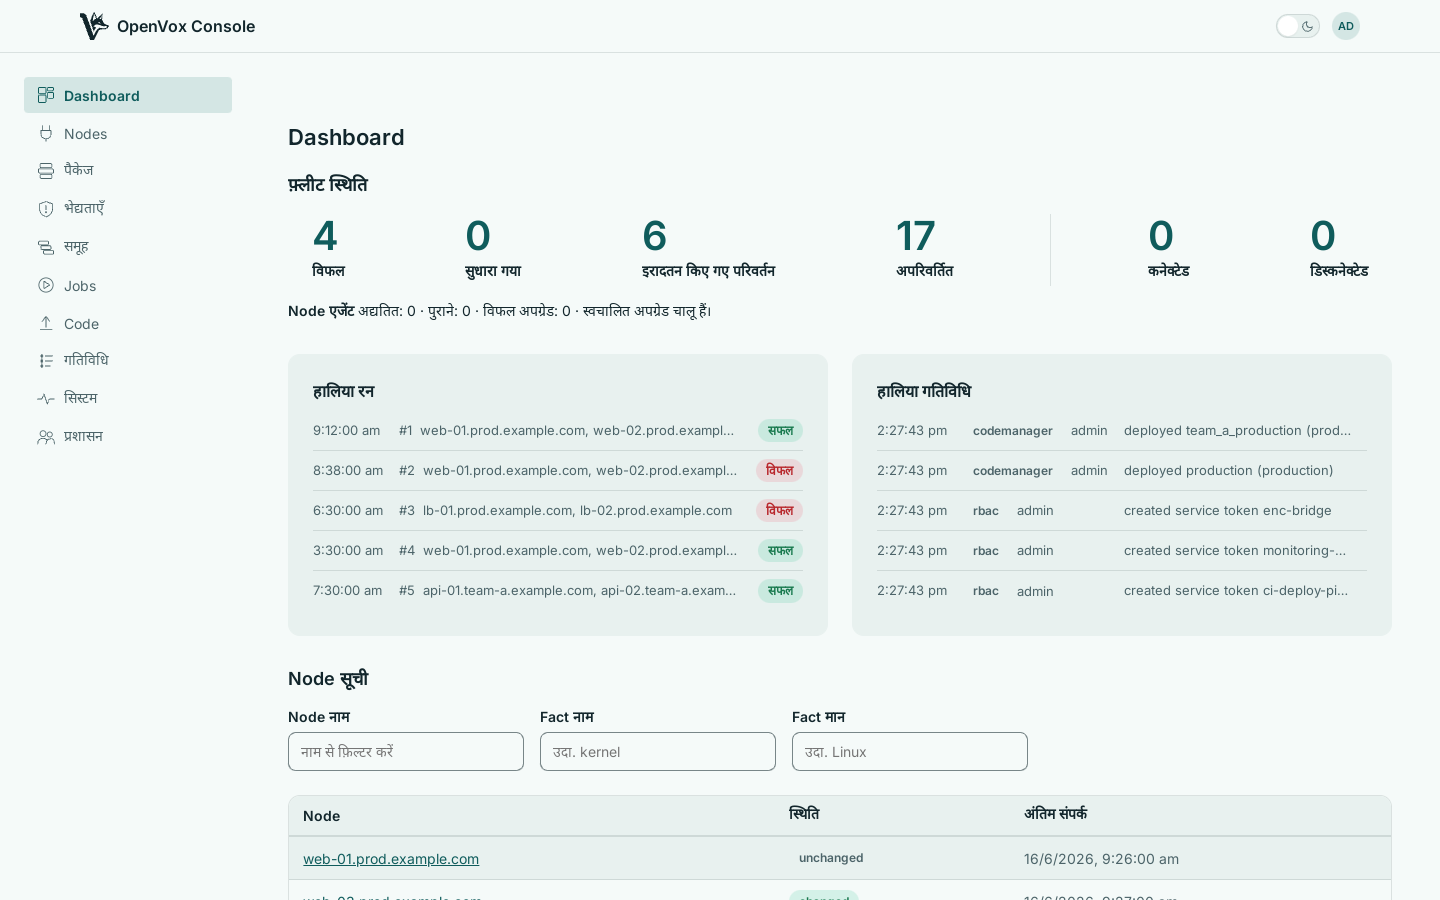 OpenVox Console
AD
Dashboard
Nodes
पैकेज
भेद्यताएँ
समूह
Jobs
Code
गतिविधि
सिस्टम
प्रशासन
Dashboard
फ़्लीट स्थिति
4 0 6 17 0 0
विफल सुधारा गया इरादतन किए गए परिवर्तन अपरिवर्तित कनेक्टेड डिस्कनेक्टेड
Node एजेंट अद्यतित: 0 · पुराने: 0 · विफल अपग्रेड: 0 · स्वचालित अपग्रेड चालू हैं।
हालिया रन
9:12:00 am #1 web-01.prod.example.com, web-02.prod.exampl... सफल
8:38:00 am #2 web-01.prod.example.com, web-02.prod.exampl... विफल
6:30:00 am #3 lb-01.prod.example.com, lb-02.prod.example.com विफल
3:30:00 am #4 web-01.prod.example.com, web-02.prod.exampl... सफल
7:30:00 am #5 api-01.team-a.example.com, api-02.team-a.exam... सफल
हालिया गतिविधि
2:27:43 pm codemanager admin deployed team_a_production (prod...
2:27:43 pm codemanager admin deployed production (production)
2:27:43 pm rbac admin created service token enc-bridge
2:27:43 pm rbac admin created service token monitoring-...
2:27:43 pm rbac admin created service token ci-deploy-pi...
Node सूची
Node नाम Fact नाम Fact मान
नाम से फ़िल्टर करें उदा. kernel उदा. Linux
Node स्थिति अंतिम संपर्क
web-01.prod.example.com unchanged 16/6/2026, 9:26:00 am